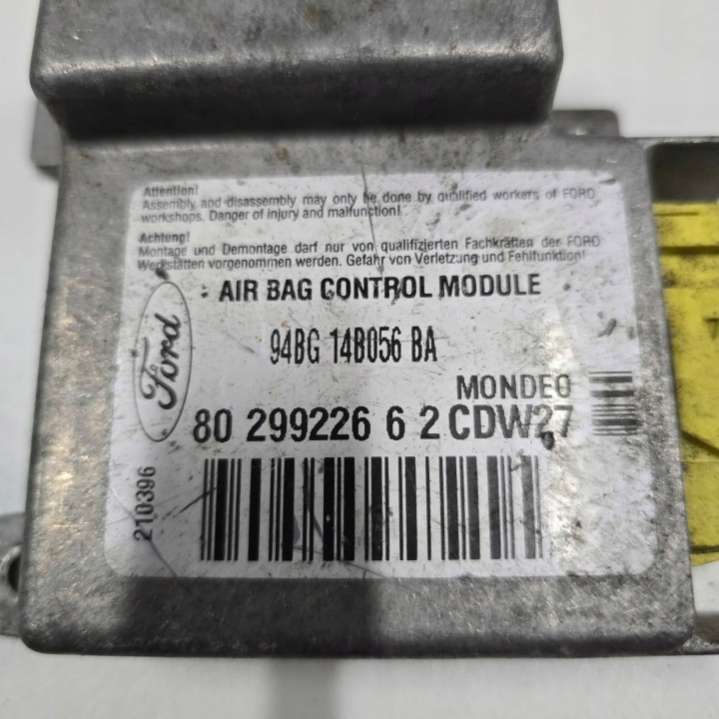 Attention!
Assembly and disassembly may only be done by qualified workers of FORD
workshops. Danger of injury and malfunction!
Achtung!
Montage und Demontage darf nur von qualifizierten Fachkräften der FORD
Werkstätten vorgenommen werden. Gefahr von Verletzung und Fehlfunktion!
AIR BAG CONTROL MODULE
Ford
94BG 14B056 BA
MONDEO
80 299226 6 2 CDW27
210396